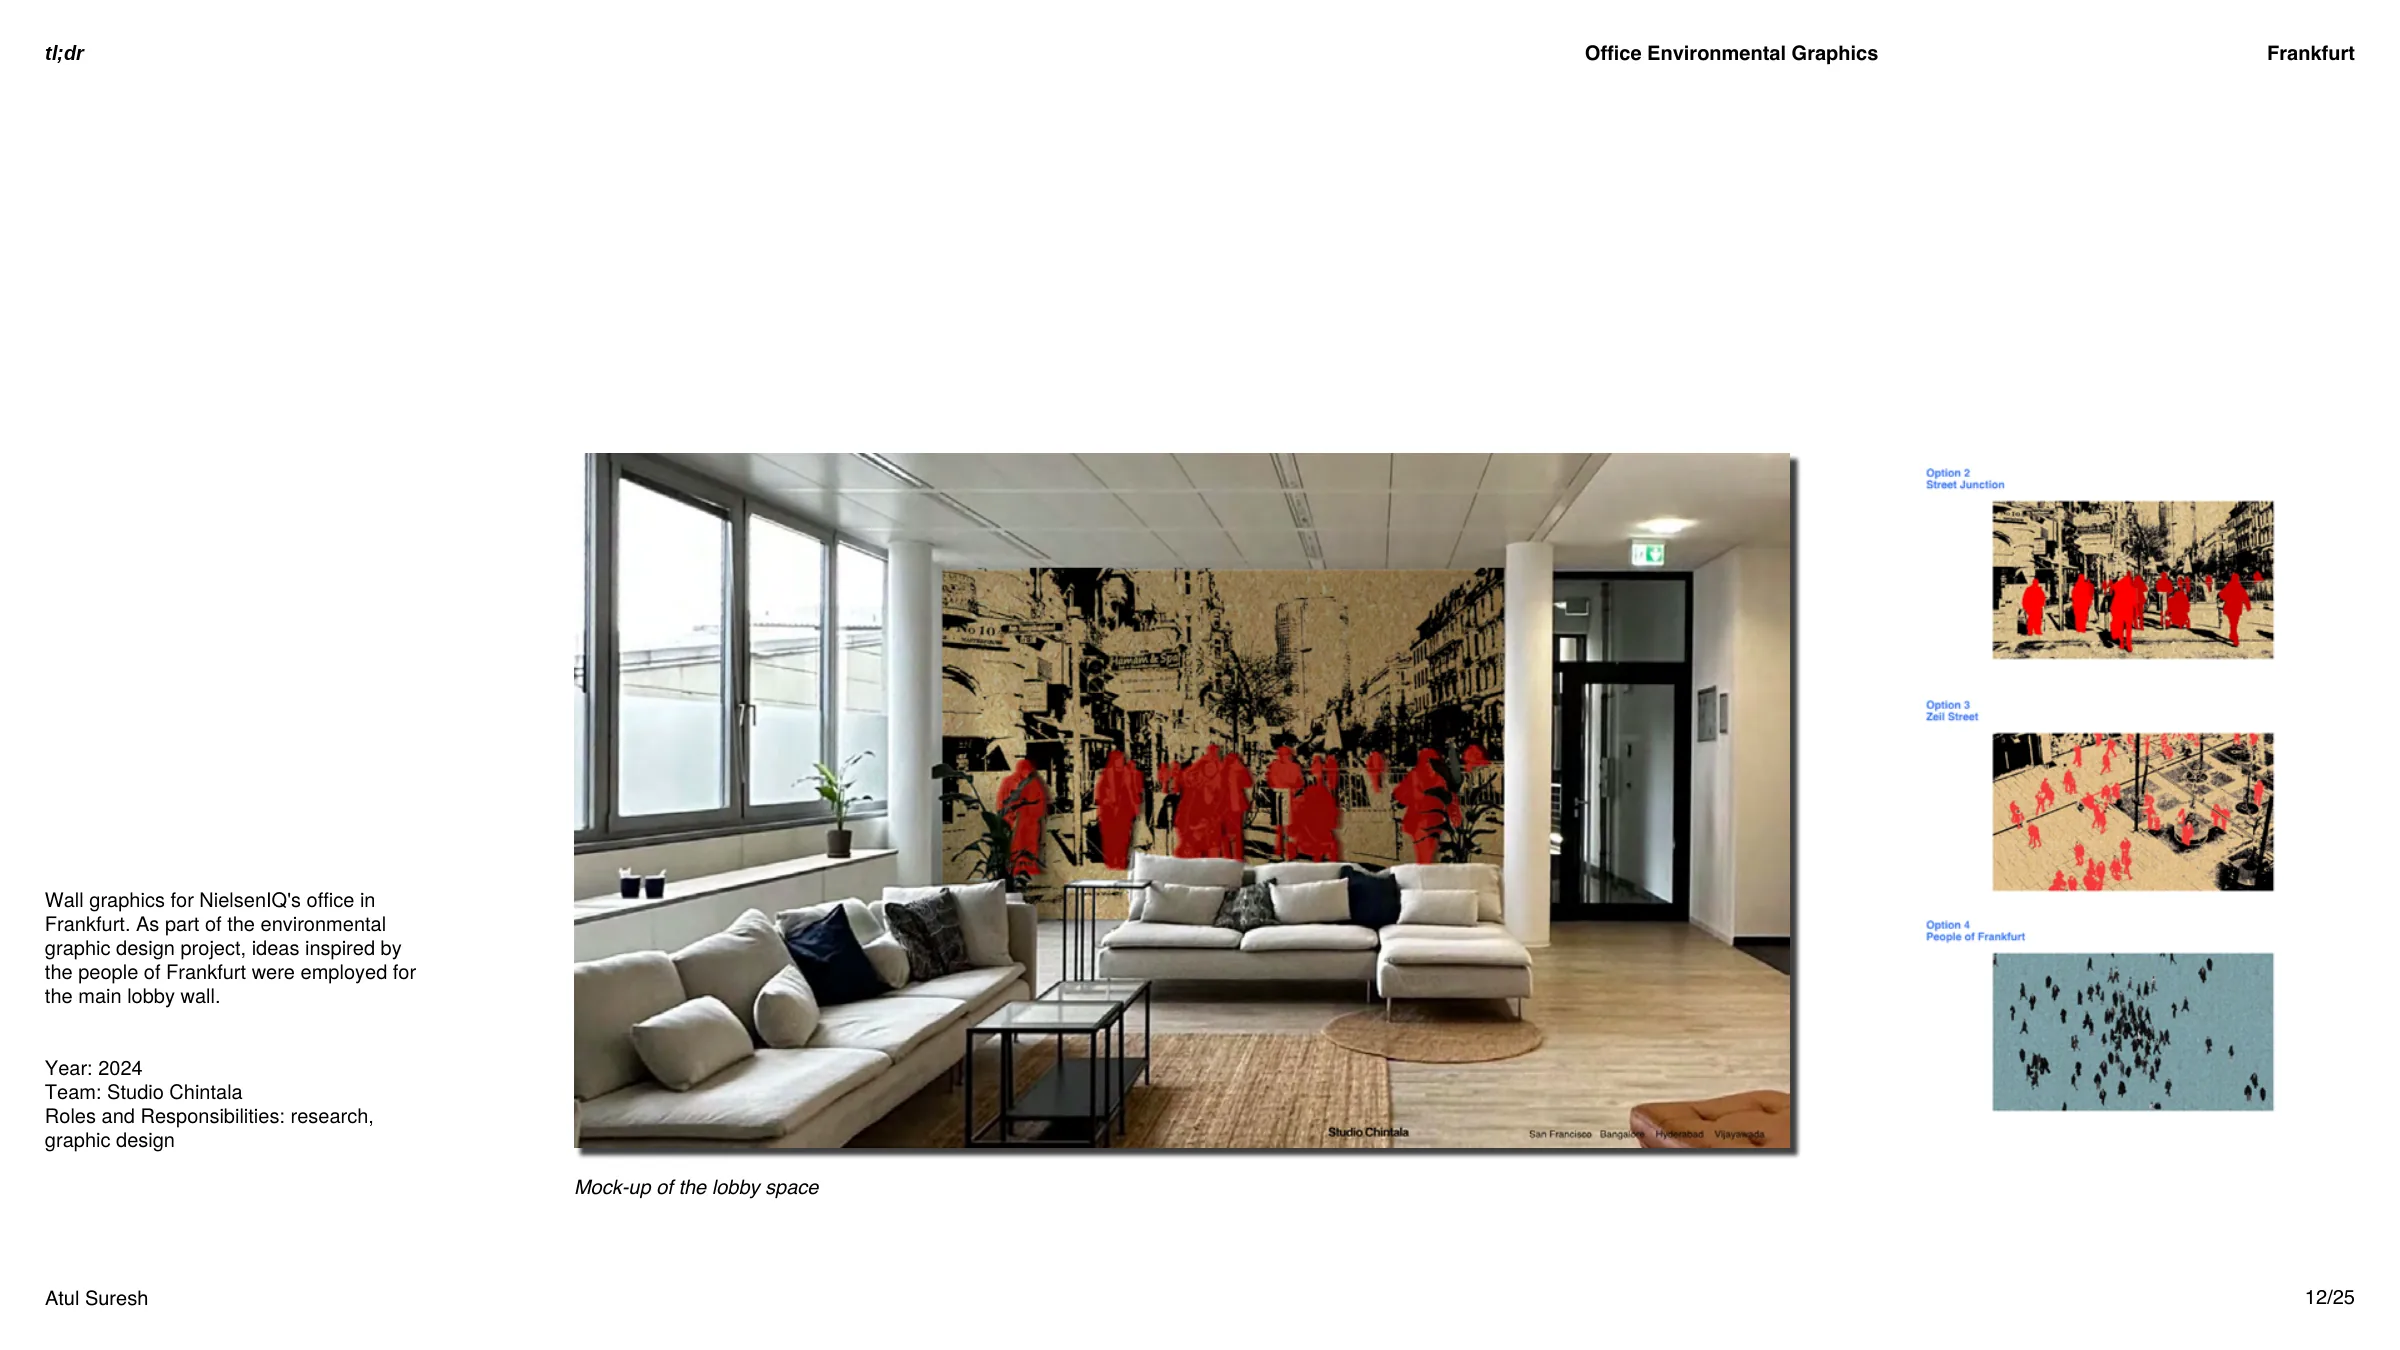 tl;dr
Office Environmental Graphics
Frankfurt
Wall graphics for NielsenIQ's office in
Frankfurt. As part of the environmental
graphic design project, ideas inspired by
the people of Frankfurt were employed for
the main lobby wall.
Year: 2024
Team: Studio Chintala
Roles and Responsibilities: research,
graphic design
No 10
Hamam & Spa
Studio Chintala
San Francisco Bangalore Hyderabad Vijayawada
Mock-up of the lobby space
Option 2
Street Junction
Option 3
Zeil Street
Option 4
People of Frankfurt
Atul Suresh
12/25